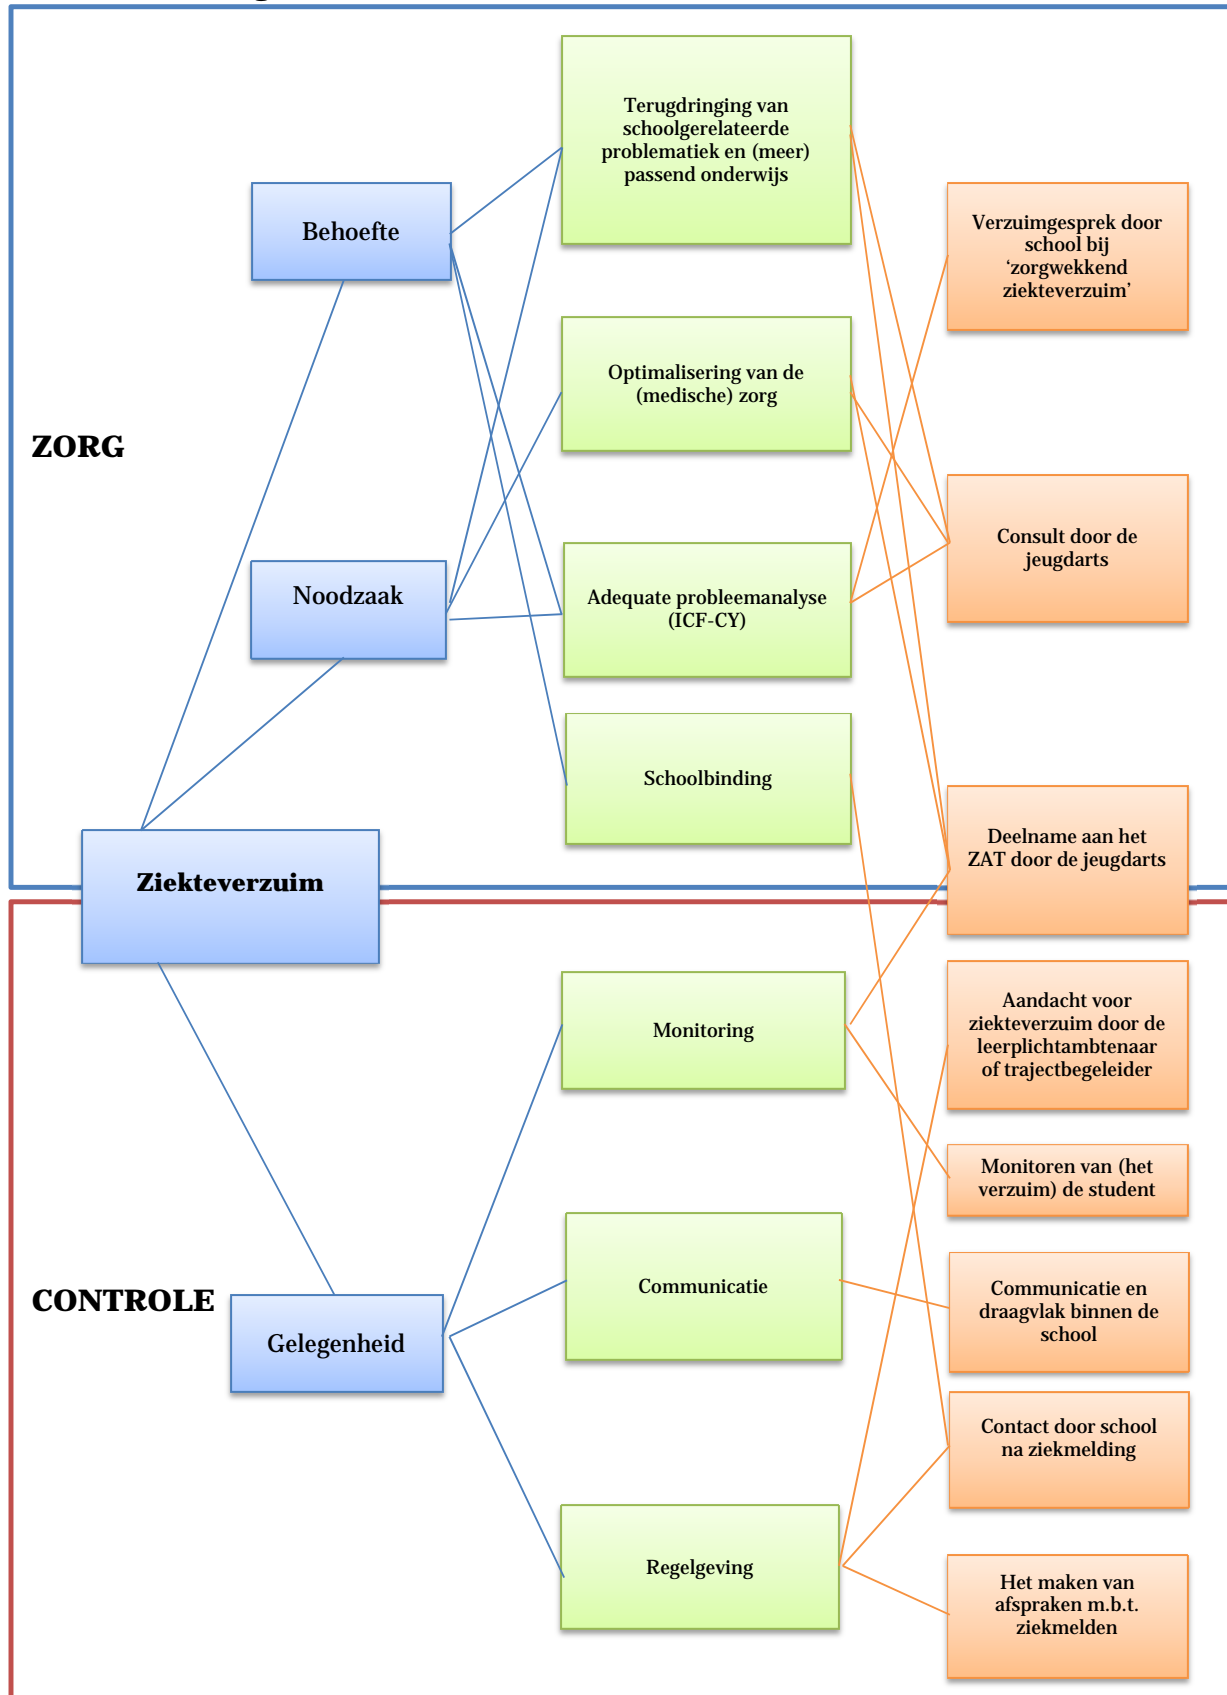 Terugdringing van
schoolgerelateerde
problematiek en (meer)
passend onderwijs
Behoefte
Verzuimgesprek door
school bij
‘zorgwekkend
ziekteverzuim’
Optimalisering van de
(medische) zorg
ZORG
Consult door de
jeugdarts
Noodzaak
Adequate probleemanalyse
(ICF-CY)
Schoolbinding
Deelname aan het
ZAT door de jeugdarts
Ziekteverzuim
Aandacht voor
ziekteverzuim door de
leerplichtambtenaar
of trajectbegeleider
Monitoring
Monitoren van (het
verzuim) de student
Communicatie
Communicatie en
draagvlak binnen de
school
CONTROLE
Gelegenheid
Contact door school
na ziekmelding
Regelgeving
Het maken van
afspraken m.b.t.
ziekmelden